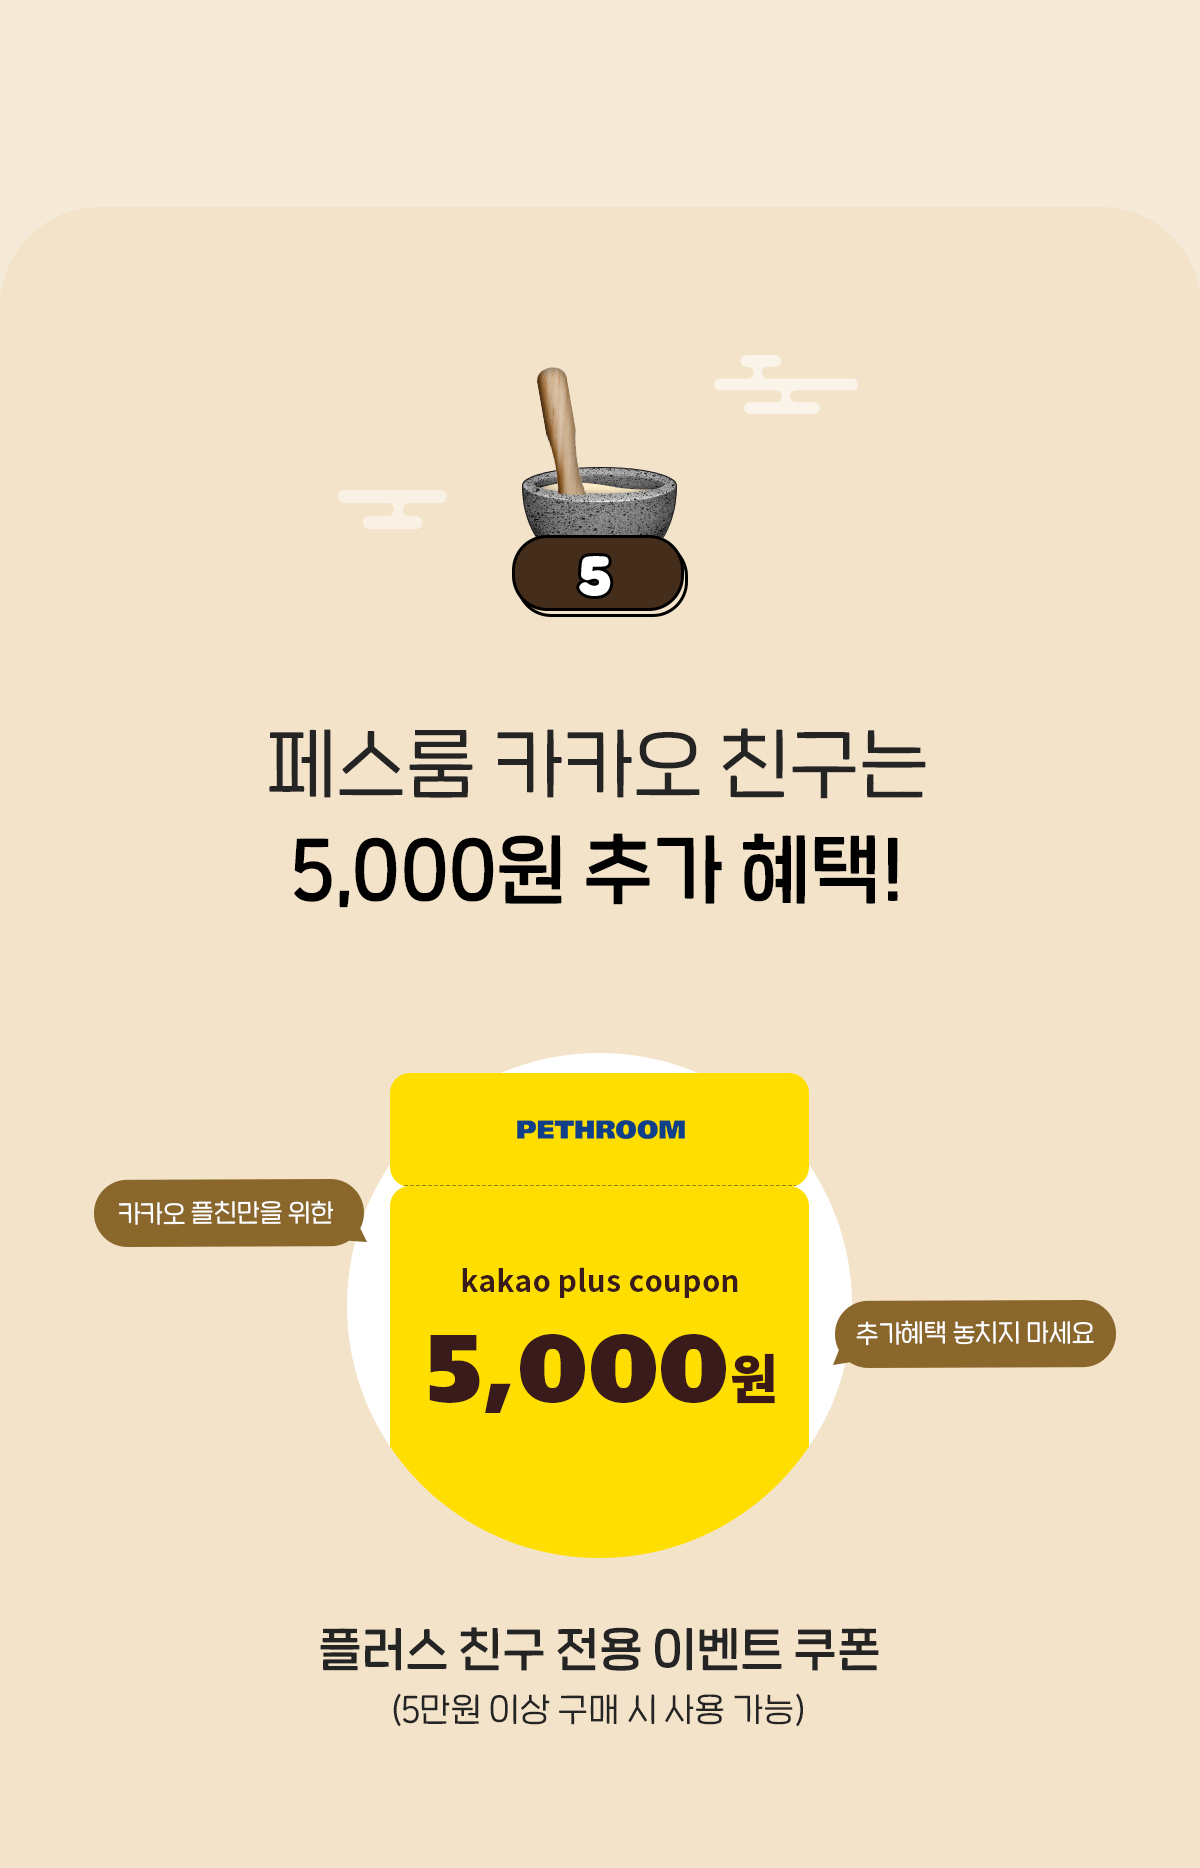 5
페스룸 카카오 친구는
5,000원 추가 혜택!
PETHROOM
카카오 플친만을 위한
kakao plus coupon
추가혜택 놓치지 마세요
5,000원
플러스 친구 전용 이벤트 쿠폰
(5만원 이상 구매 시 사용 가능)